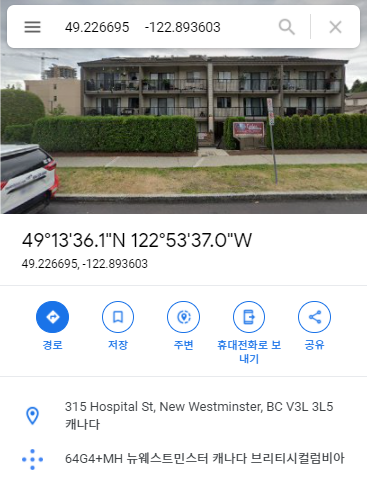 49.226695 -122.893603
49°13'36.1"N 122°53'37.0"W
49.226695, -122.893603
경로
저장
주변
휴대전화로 보
내기
공유
315 Hospital St, New Westminster, BC V3L 3L5
캐나다
64G4+MH 뉴웨스트민스터 캐나다 브리티시컬럼비아